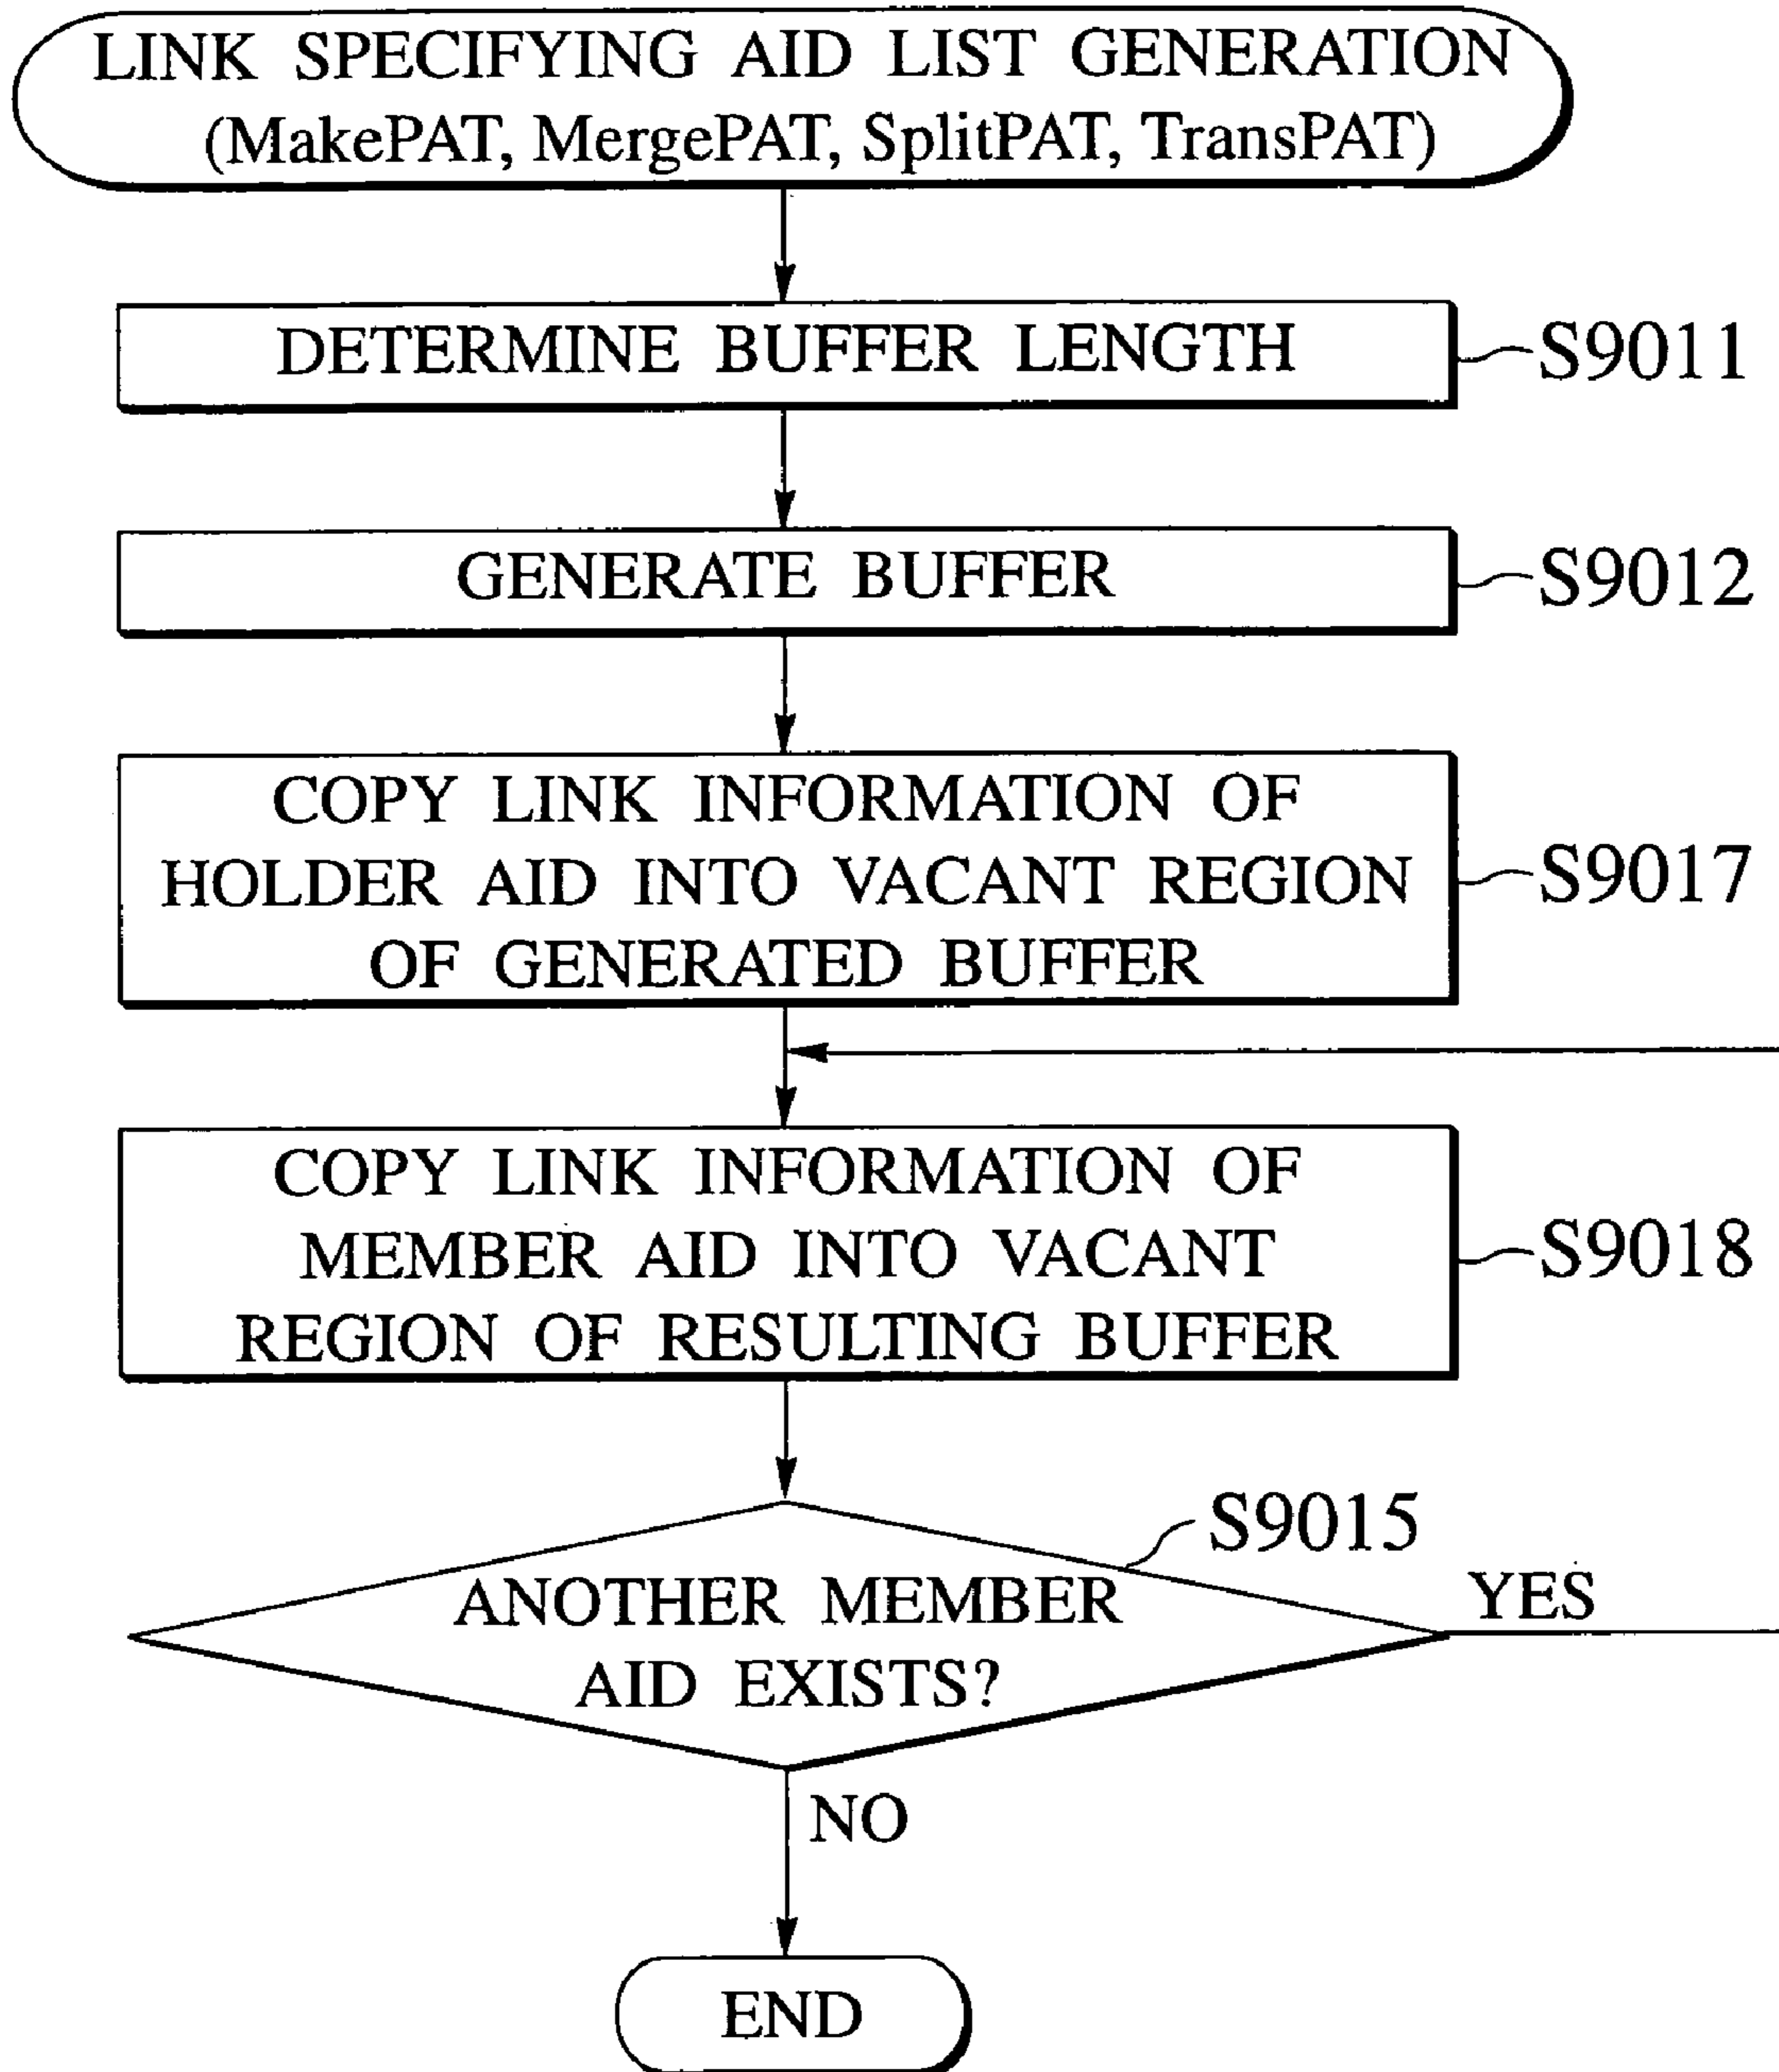 LINK SPECIFYING AID LIST GENERATION
(MakePAT, MergePAT, SplitPAT, TransPAT)
DETERMINE BUFFER LENGTH
S9011
GENERATE BUFFER
S9012
COPY LINK INFORMATION OF
HOLDER AID INTO VACANT REGION
OF GENERATED BUFFER
S9017
COPY LINK INFORMATION OF
MEMBER AID INTO VACANT
REGION OF RESULTING BUFFER
S9018
S9015
ANOTHER MEMBER
AID EXISTS?
YES
NO
END